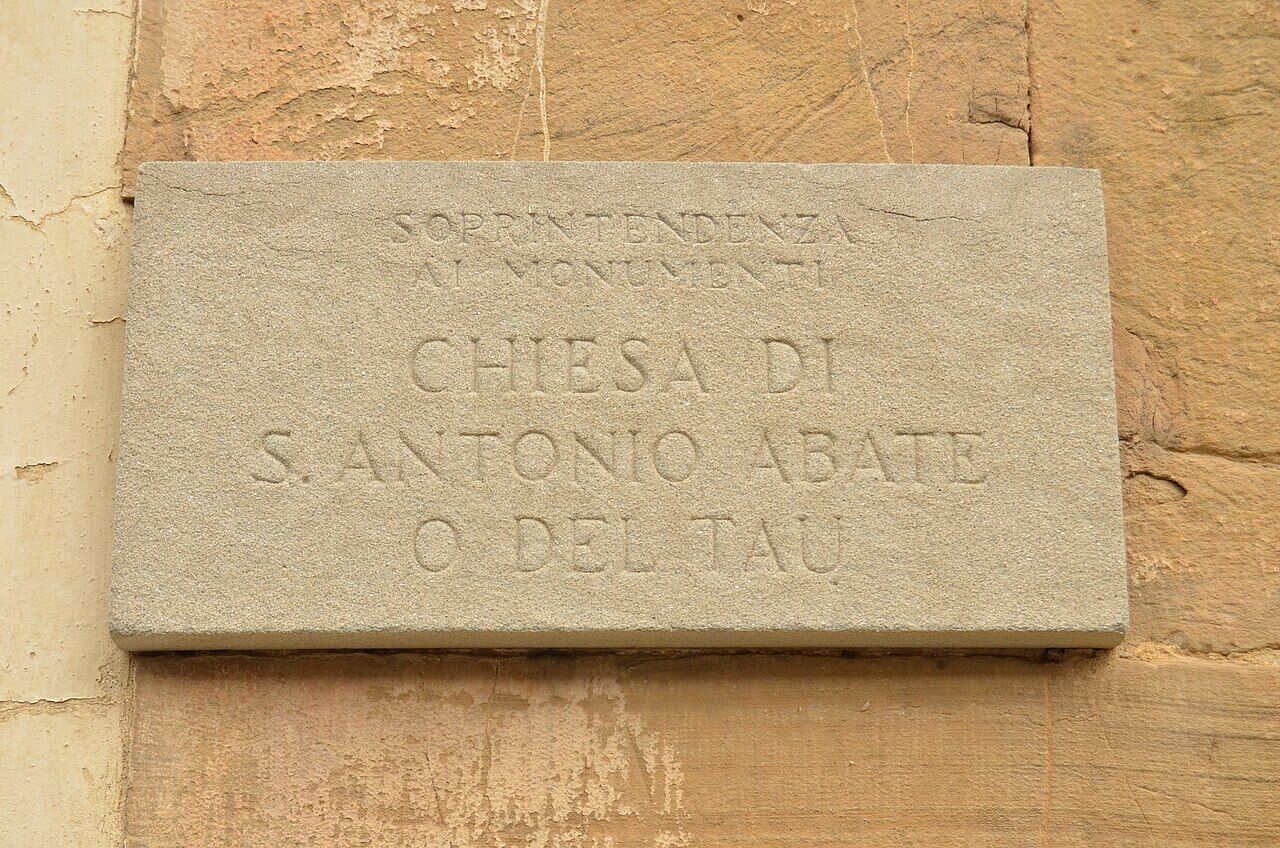 SOPRINTENDENZA
AI MONUMENTI
CHIESA DI
S. ANTONIO ABATE
O DEL TAU